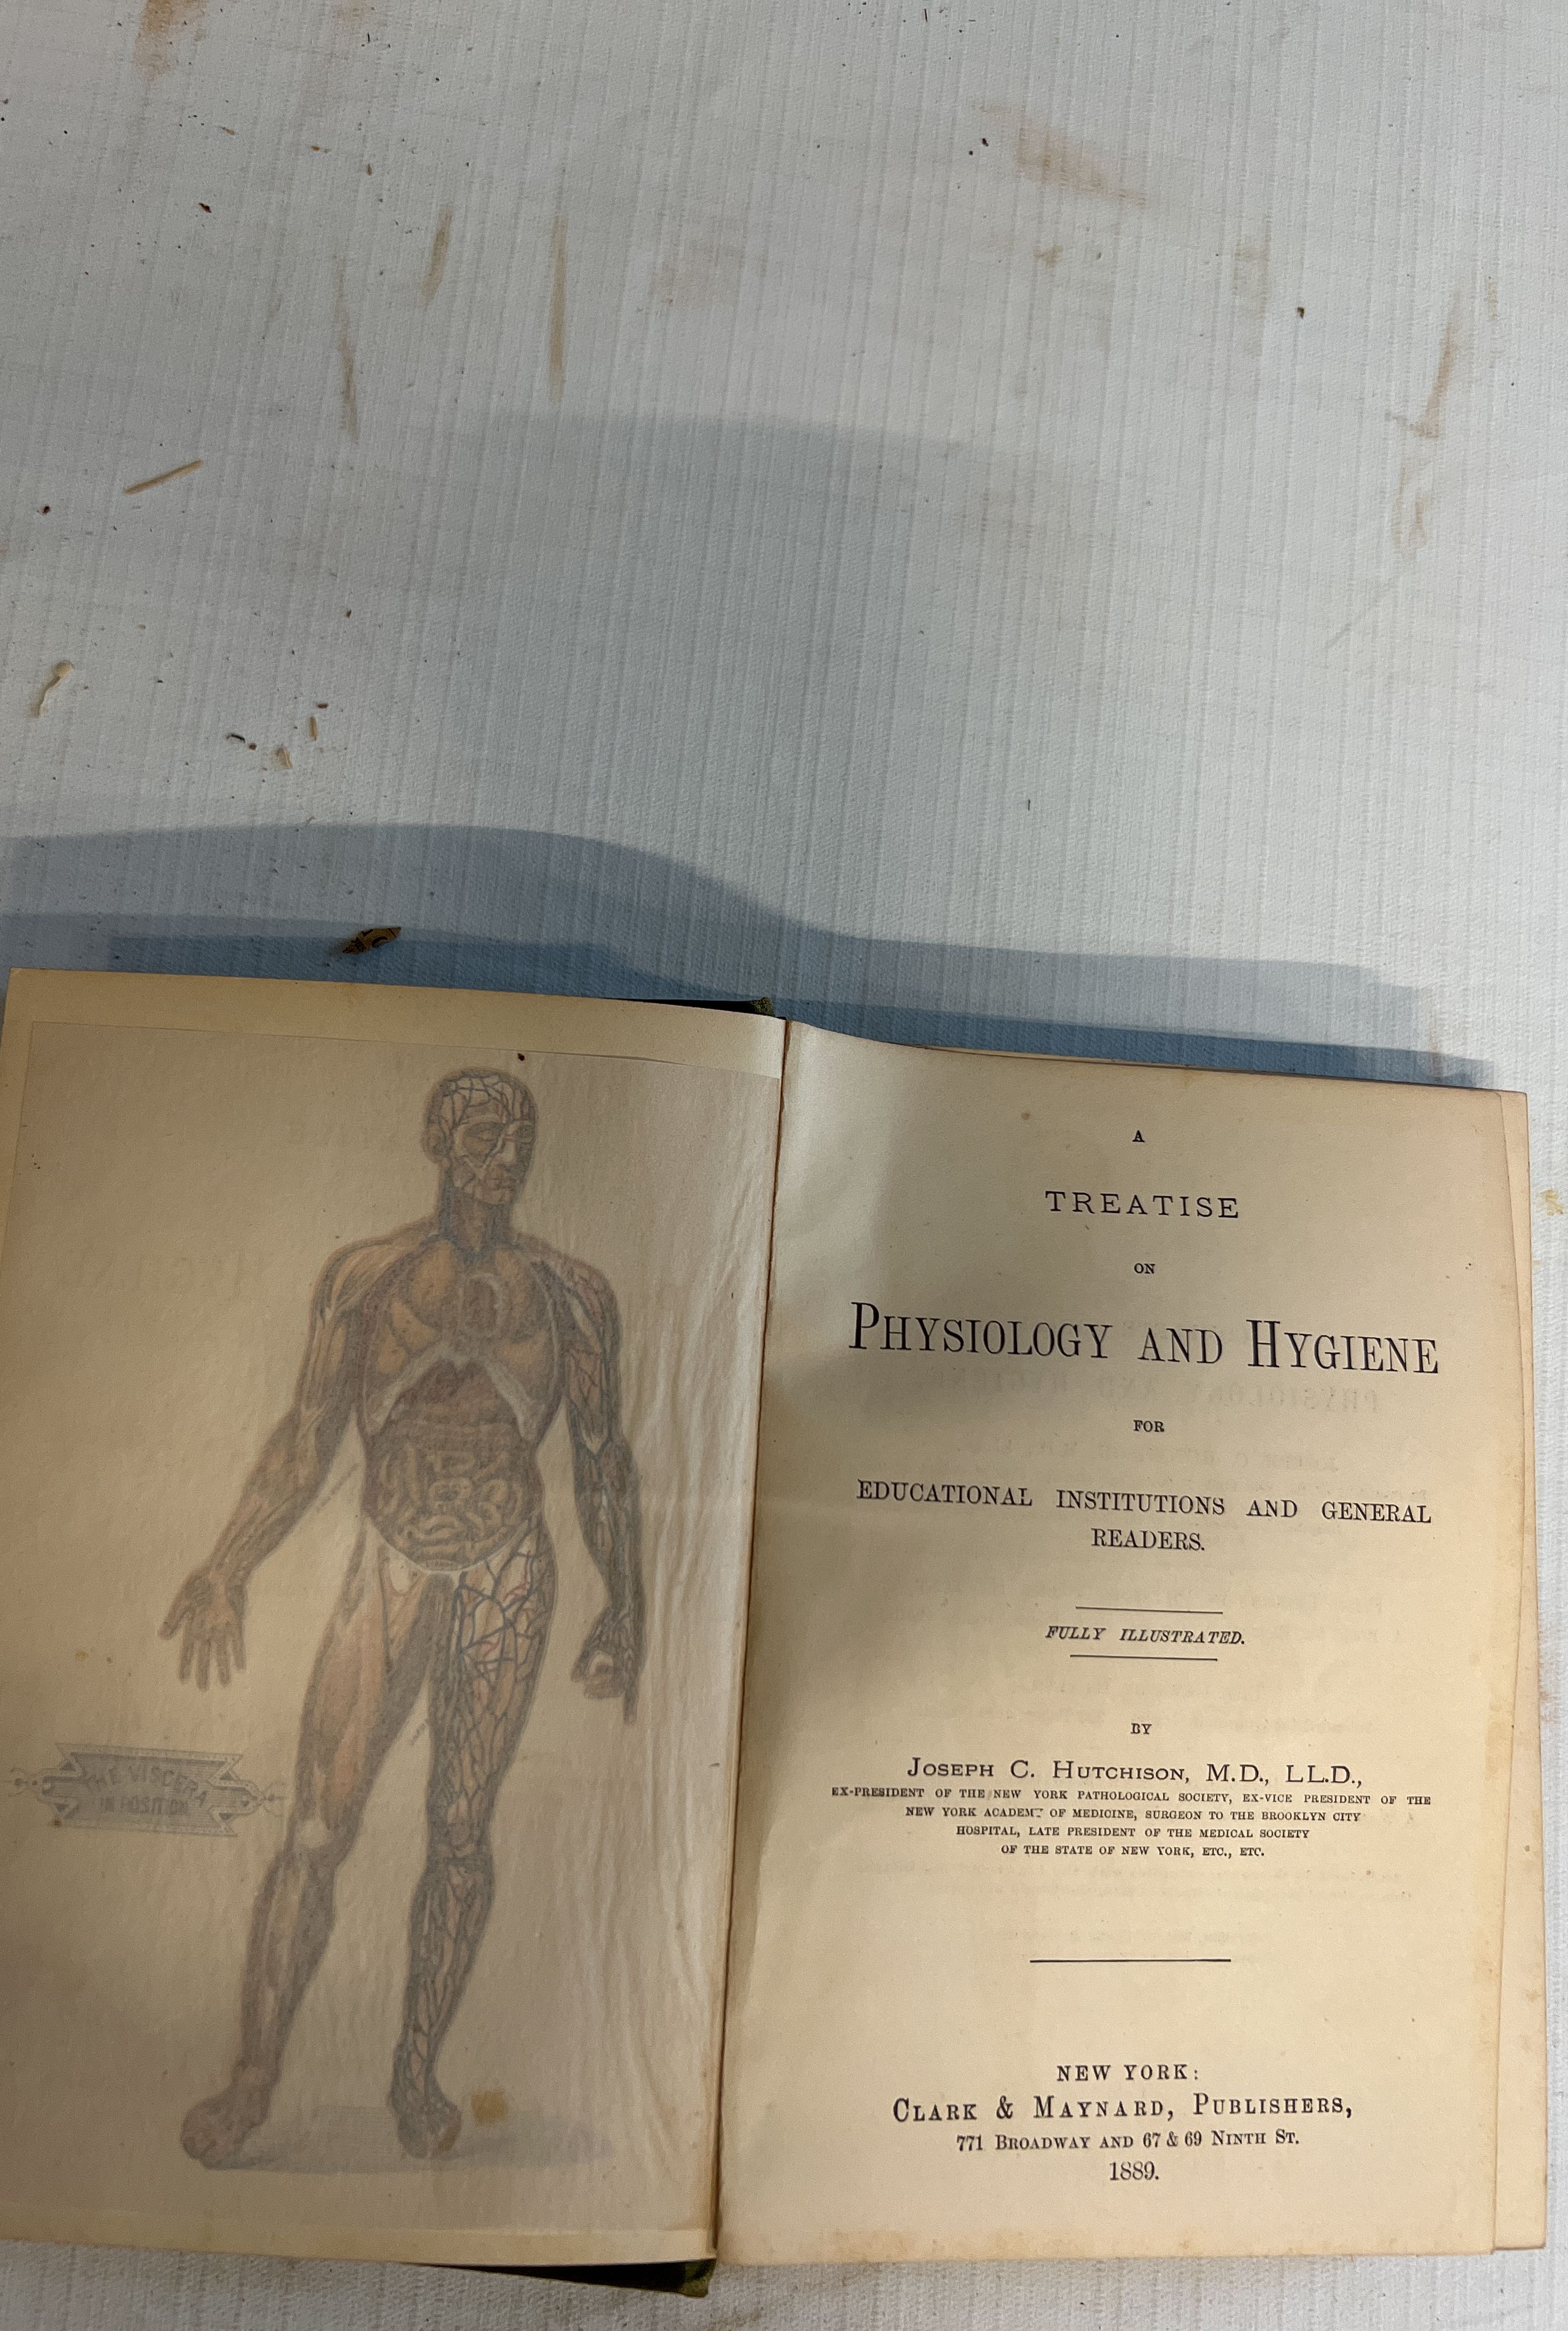 THE VISCERA
IN POSITION
A
TREATISE
ON
PHYSIOLOGY AND HYGIENE
FOR
EDUCATIONAL INSTITUTIONS AND GENERAL
READERS.
FULLY ILLUSTRATED.
BY
JOSEPH C. HUTCHISON, M.D., LL.D.,
EX-PRESIDENT OF THE NEW YORK PATHOLOGICAL SOCIETY, EX-VICE PRESIDENT OF THE
NEW YORK ACADEMY OF MEDICINE, SURGEON TO THE BROOKLYN CITY
HOSPITAL, LATE PRESIDENT OF THE MEDICAL SOCIETY
OF THE STATE OF NEW YORK, ETC., ETC.
NEW YORK:
CLARK & MAYNARD, PUBLISHERS,
771 BROADWAY AND 67 & 69 NINTH ST.
1889.